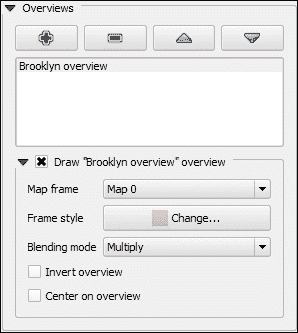 Overviews
Brooklyn overview
Draw "Brooklyn overview" overview
Map frame Map 0
Frame style Change...
Blending mode Multiply
Invert overview
Center on overview